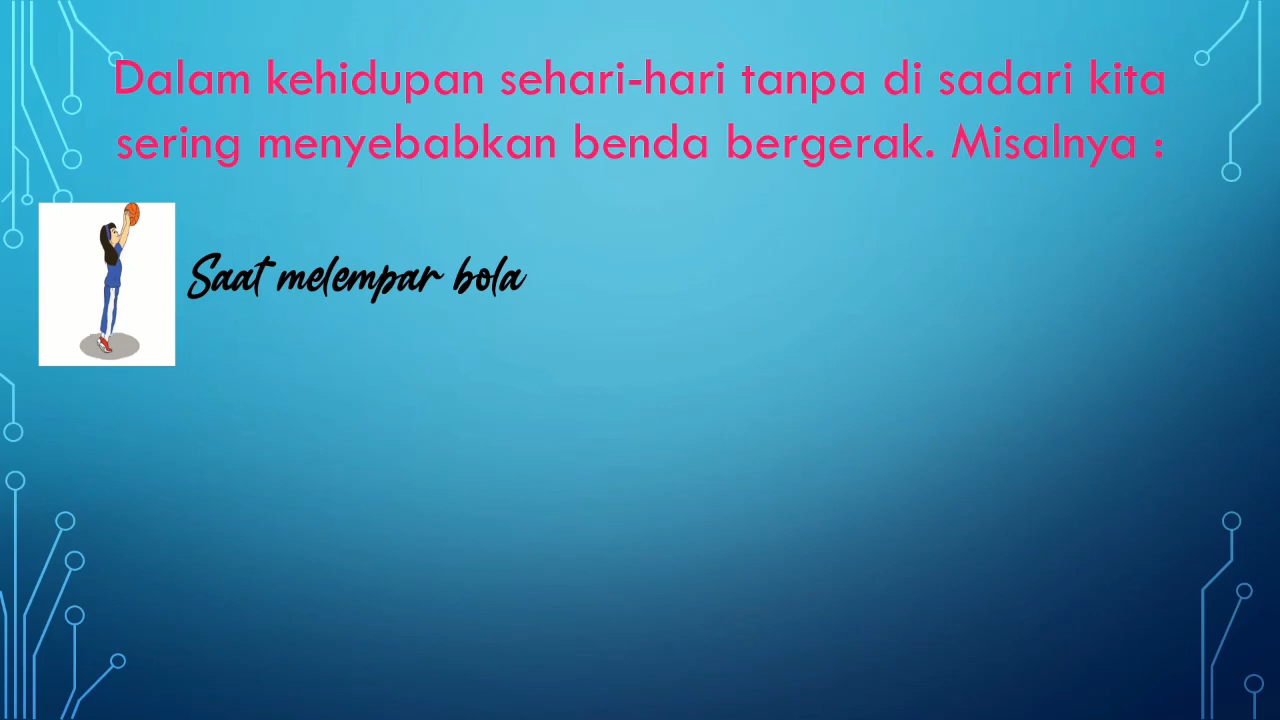 Dalam kehidupan sehari-hari tanpa di sadari kita
sering menyebabkan benda bergerak. Misalnya :
Saat melempar bola